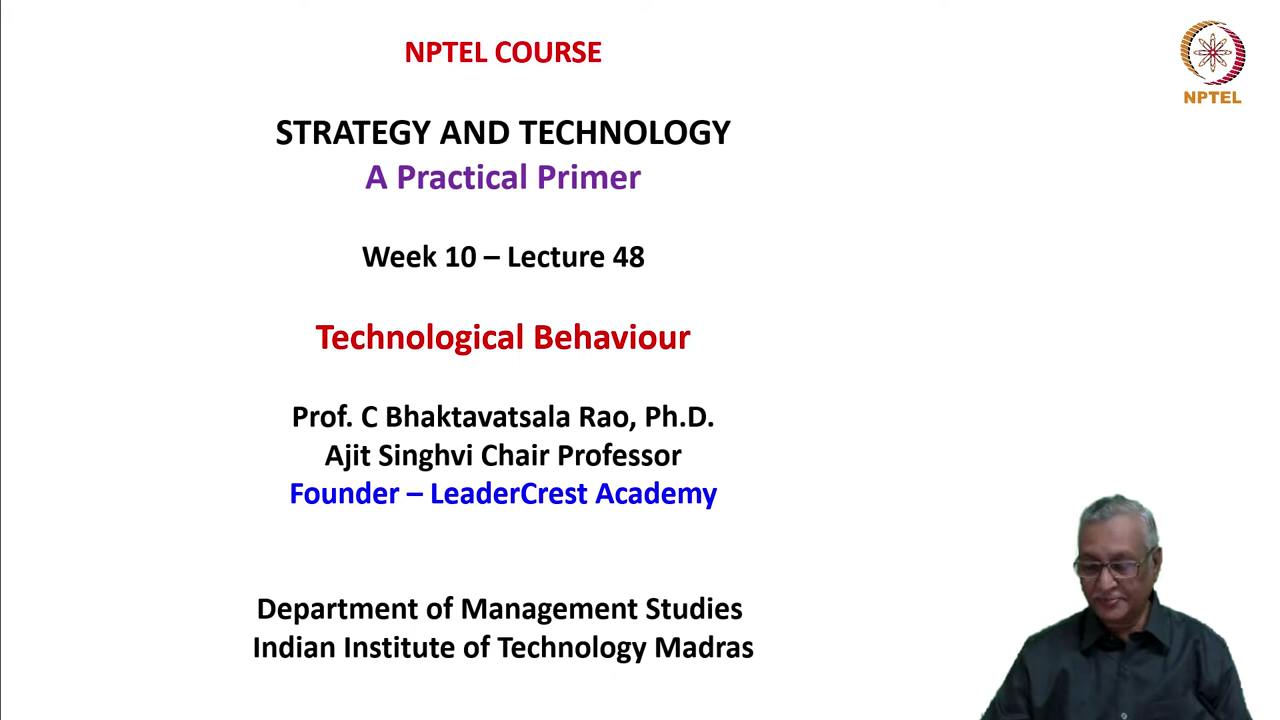 NPTEL COURSE
NPTEL
STRATEGY AND TECHNOLOGY
A Practical Primer
Week 10 – Lecture 48
Technological Behaviour
Prof. C Bhaktavatsala Rao, Ph.D.
Ajit Singhvi Chair Professor
Founder – LeaderCrest Academy
Department of Management Studies
Indian Institute of Technology Madras